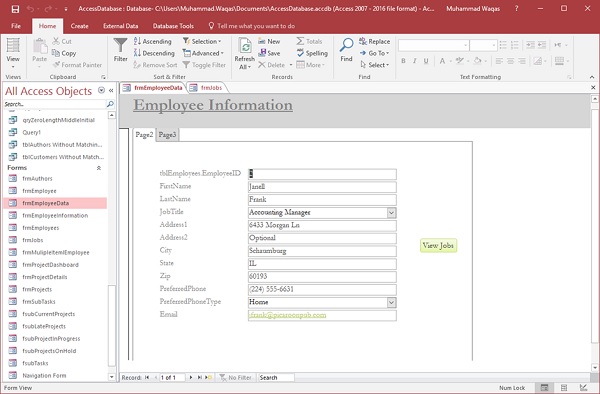 AccessDatabase : Database- C:\Users\Muhammad.Waqas\Documents\AccessDatabase.accdb (Access 2007 - 2016 file format) - Ac...
Muhammad Waqas
File Home Create External Data Database Tools Tell me what you want to do...
View
Views
Paste
Cut
Copy
Format Painter
Clipboard
Filter
Ascending
Descending
Remove Sort
Selection
Advanced
Toggle Filter
Sort & Filter
Refresh All
New
Save
Delete
Records
Find
Replace
Go To
Select
Find
B I U A
Text Formatting
All Access Objects
Search...
qryZeroLengthMiddleInitial
Query1
tblAuthors Without Matchin...
tblCustomers Without Match...
Forms
frmAuthors
frmEmployee
frmEmployeeData
frmEmployeeInformation
frmEmployees
frmJobs
frmMulipleItemEmployee
frmProjectDashboard
frmProjectDetails
frmProjects
frmSubTasks
fsubCurrentProjects
fsubLateProjects
fsubProjectInProgress
fsubProjectsOnHold
fsubTasks
Navigation Form
frmEmployeeData frmJobs
Employee Information
Page2 Page3
tblEmployees.EmployeeID
FirstName Janell
LastName Frank
JobTitle Accounting Manager
Address1 6433 Morgan Ln
Address2 Optional
City Schaumburg
State IL
Zip 60193
PreferredPhone (224) 555-6631
PreferredPhoneType Home
Email jfrank@picaroonpub.com
View Jobs
Record: 1 of 1 No Filter Search
Form View
Num Lock